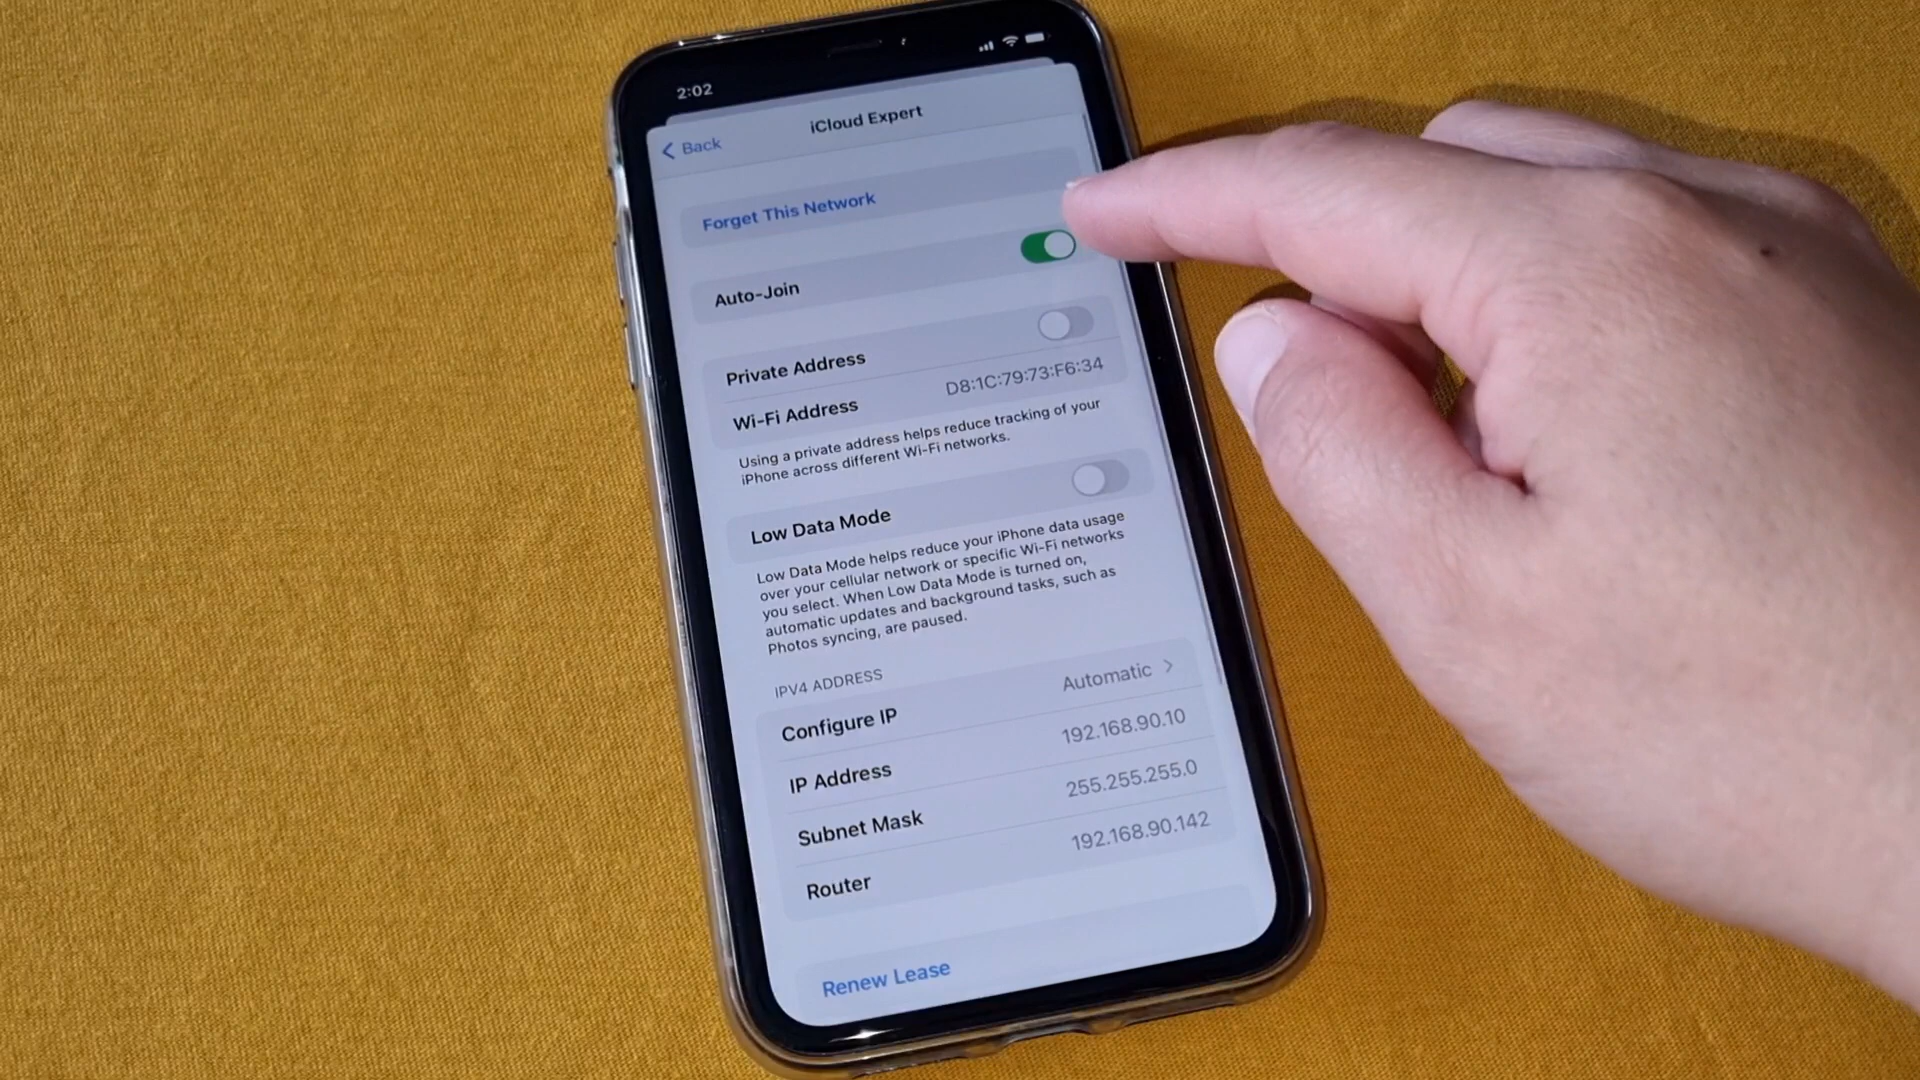 2:02
Back
iCloud Expert
Forget This Network
Auto-Join
Private Address
Wi-Fi Address D8:1C:79:73:F6:34
Using a private address helps reduce tracking of your
iPhone across different Wi-Fi networks.
Low Data Mode
Low Data Mode helps reduce your iPhone data usage
over your cellular network or specific Wi-Fi networks
you select. When Low Data Mode is turned on,
automatic updates and background tasks, such as
Photos syncing, are paused.
IPV4 ADDRESS
Configure IP Automatic
IP Address 192.168.90.10
Subnet Mask 255.255.255.0
Router 192.168.90.142
Renew Lease